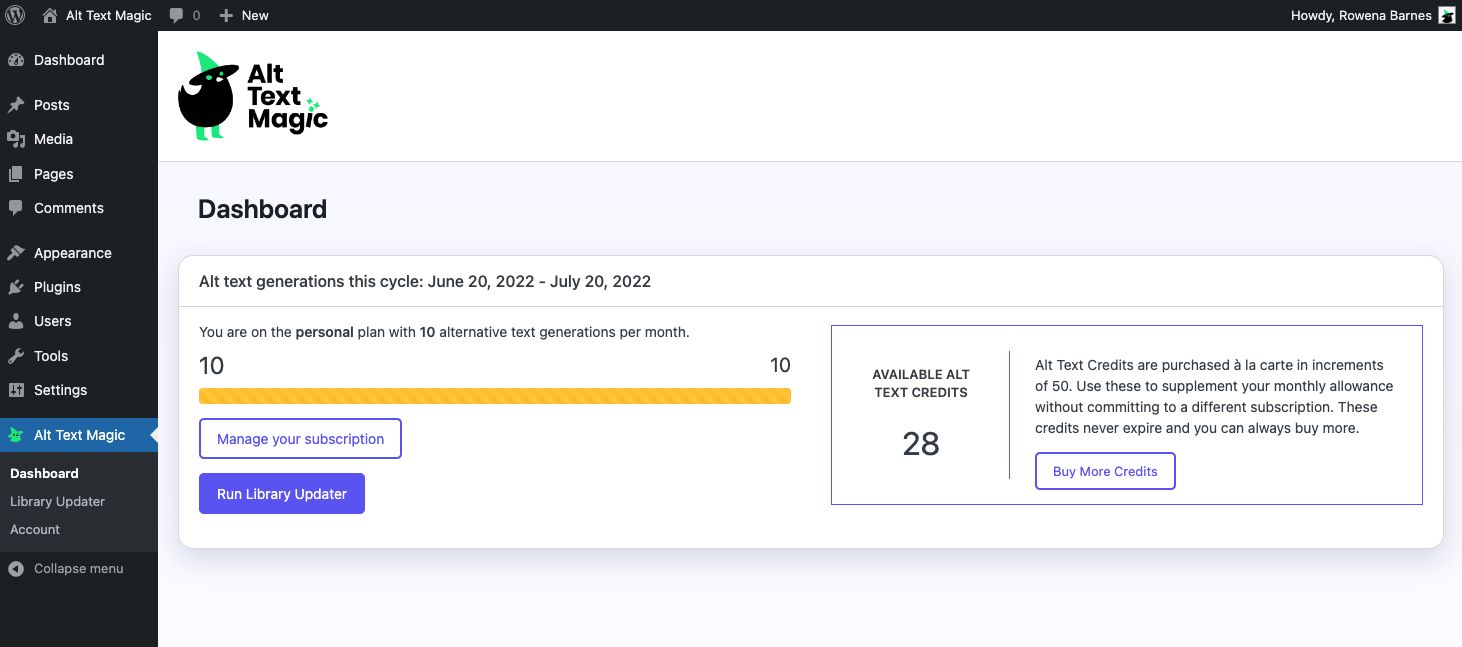 Alt Text Magic 0 New Howdy, Rowena Barnes
Dashboard
Posts
Media
Pages
Comments
Appearance
Plugins
Users
Tools
Settings
Alt Text Magic
Dashboard
Library Updater
Account
Collapse menu
Alt
Text
Magic
Dashboard
Alt text generations this cycle: June 20, 2022 - July 20, 2022
You are on the personal plan with 10 alternative text generations per month.
10 10
Manage your subscription
Run Library Updater
AVAILABLE ALT
TEXT CREDITS
28
Alt Text Credits are purchased à la carte in increments
of 50. Use these to supplement your monthly allowance
without committing to a different subscription. These
credits never expire and you can always buy more.
Buy More Credits